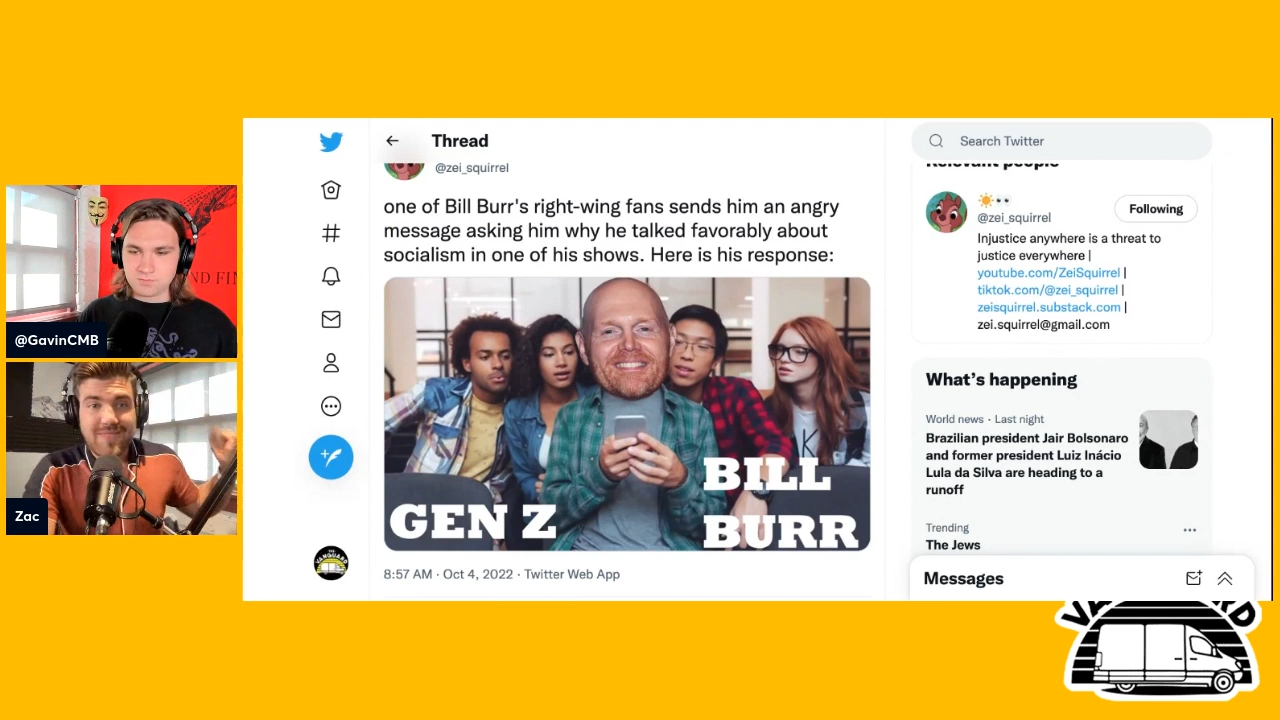 Thread
@zei_squirrel
one of Bill Burr's right-wing fans sends him an angry
message asking him why he talked favorably about
socialism in one of his shows. Here is his response:
GEN Z
BILL
BURR
8:57 AM · Oct 4, 2022 · Twitter Web App
Search Twitter
Relevant people
@zei_squirrel
Following
Injustice anywhere is a threat to
justice everywhere |
youtube.com/ZeiSquirrel |
tiktok.com/@zei_squirrel |
zeisquirrel.substack.com |
zei.squirrel@gmail.com
What's happening
World news · Last night
Brazilian president Jair Bolsonaro
and former president Luiz Inácio
Lula da Silva are heading to a
runoff
Trending
The Jews
Messages
@GavinCMB
Zac
VANGUARD